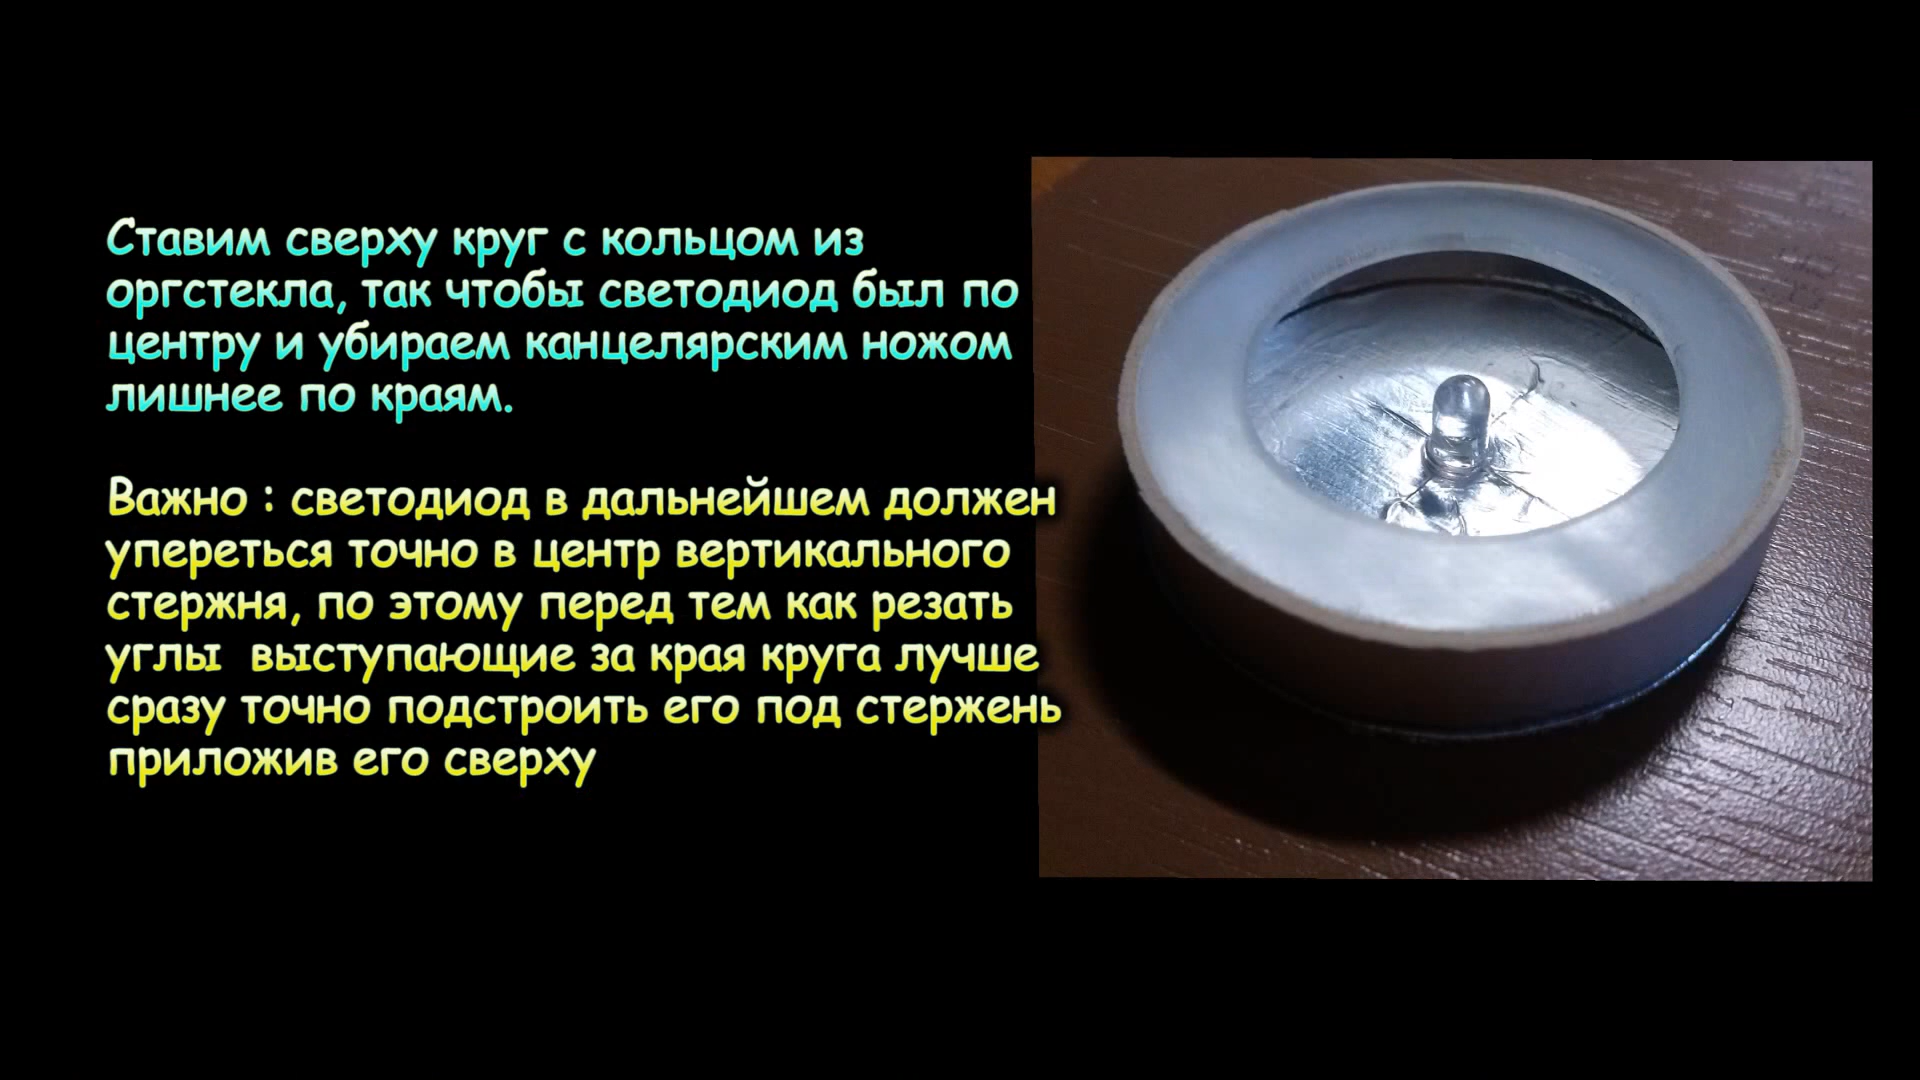 Ставим сверху круг с кольцом из
оргстекла, так чтобы светодиод был по
центру и убираем канцелярским ножом
лишнее по краям.
Важно : светодиод в дальнейшем должен
упереться точно в центр вертикального
стержня, по этому перед тем как резать
углы  выступающие за края круга лучше
сразу точно подстроить его под стержень
приложив его сверху